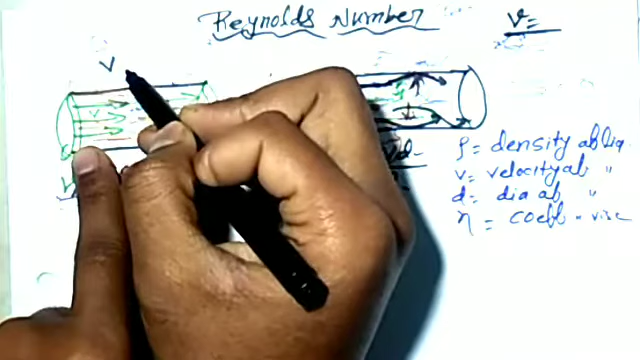 Reynolds Number
v=
V
V
ρ = density of liq.
v = velocity of "
d = dia of "
η = coeff " visc